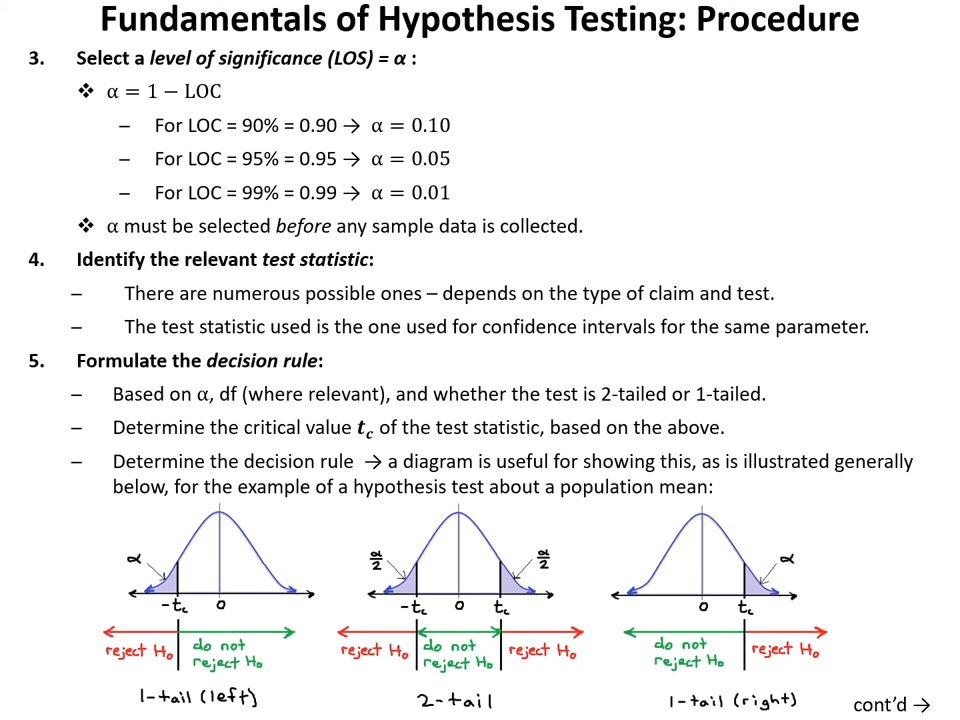 Fundamentals of Hypothesis Testing: Procedure
3. Select a level of significance (LOS) = α :
❖ α = 1 − LOC
– For LOC = 90% = 0.90 → α = 0.10
– For LOC = 95% = 0.95 → α = 0.05
– For LOC = 99% = 0.99 → α = 0.01
❖ α must be selected before any sample data is collected.
4. Identify the relevant test statistic:
– There are numerous possible ones – depends on the type of claim and test.
– The test statistic used is the one used for confidence intervals for the same parameter.
5. Formulate the decision rule:
– Based on α, df (where relevant), and whether the test is 2-tailed or 1-tailed.
– Determine the critical value t_c of the test statistic, based on the above.
– Determine the decision rule → a diagram is useful for showing this, as is illustrated generally
below, for the example of a hypothesis test about a population mean:
α
-t_c 0
reject H₀ do not
reject H₀
1-tail (left)
α/2 α/2
-t_c 0 t_c
reject H₀ do not
reject H₀ reject H₀
2-tail
α
0 t_c
do not
reject H₀ reject H₀
1-tail (right)
cont'd →